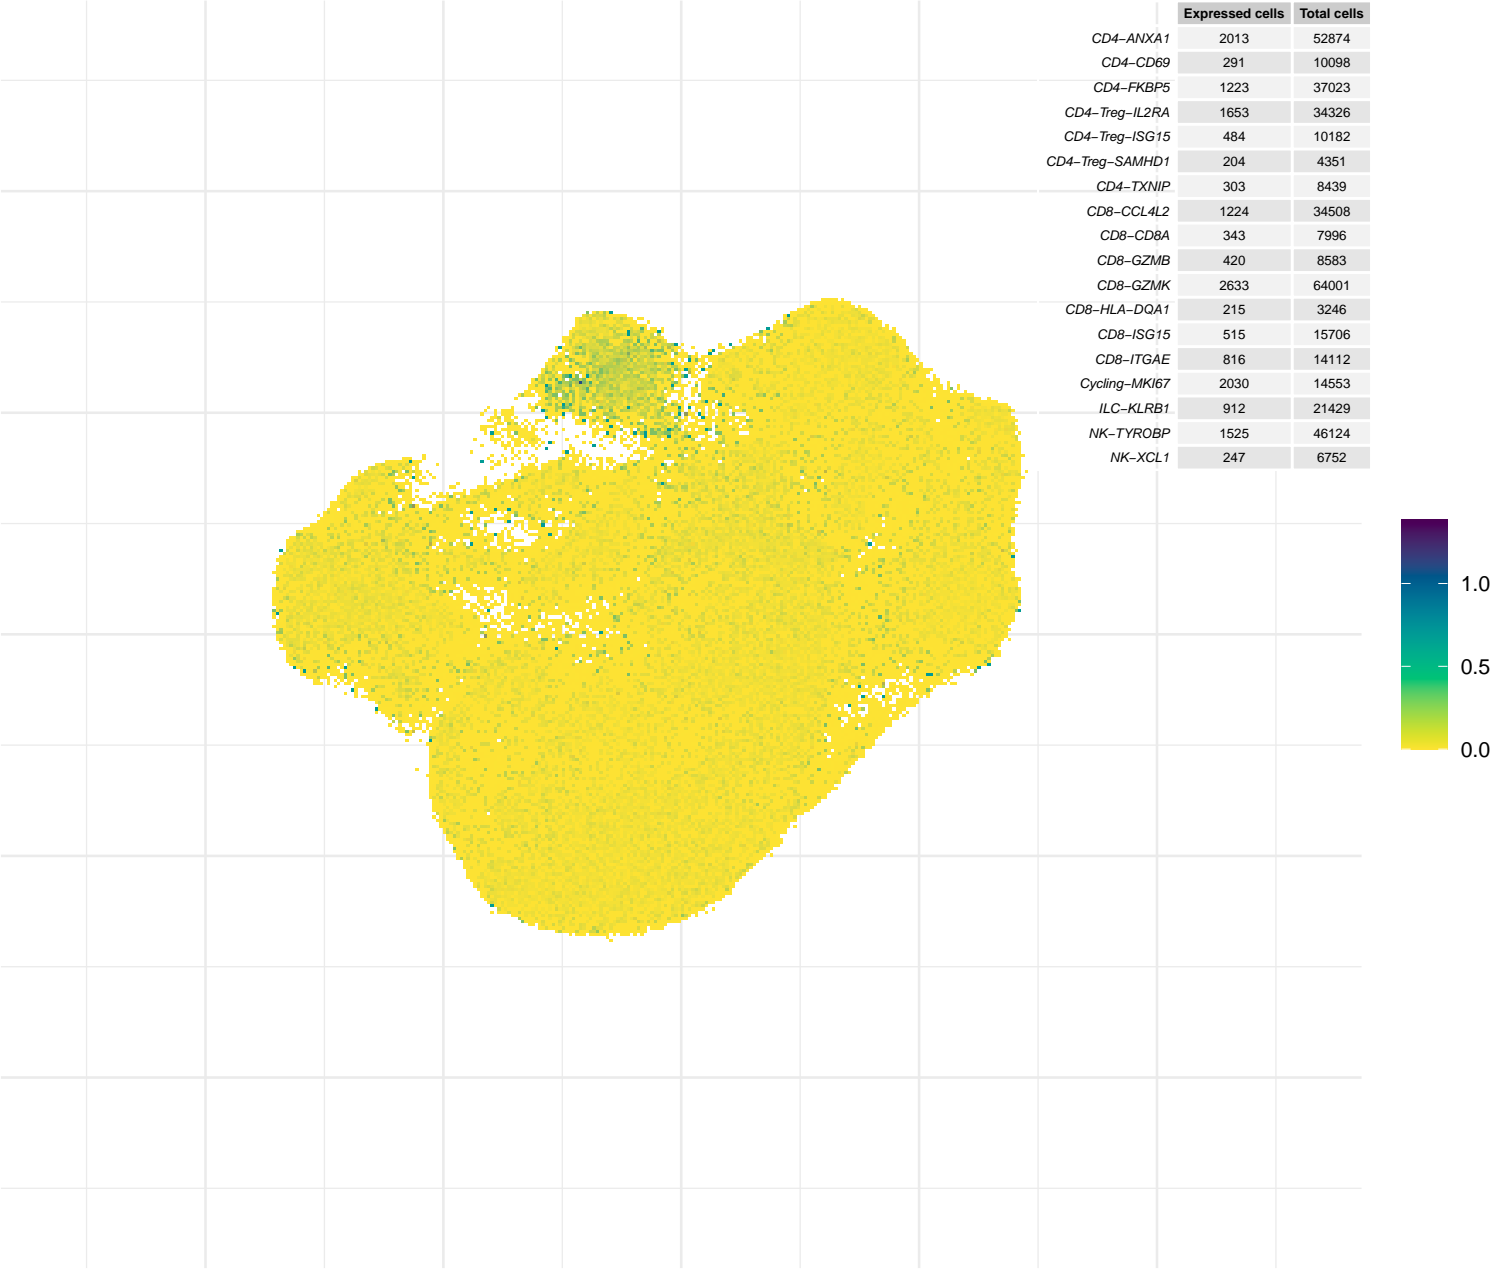 Expressed cells Total cells
CD4−ANXA1 2013 52874
CD4−CD69 291 10098
CD4−FKBP5 1223 37023
CD4−Treg−IL2RA 1653 34326
CD4−Treg−ISG15 484 10182
CD4−Treg−SAMHD1 204 4351
CD4−TXNIP 303 8439
CD8−CCL4L2 1224 34508
CD8−CD8A 343 7996
CD8−GZMB 420 8583
CD8−GZMK 2633 64001
CD8−HLA−DQA1 215 3246
CD8−ISG15 515 15706
CD8−ITGAE 816 14112
Cycling−MKI67 2030 14553
ILC−KLRB1 912 21429
NK−TYROBP 1525 46124
NK−XCL1 247 6752
1.0
0.5
0.0